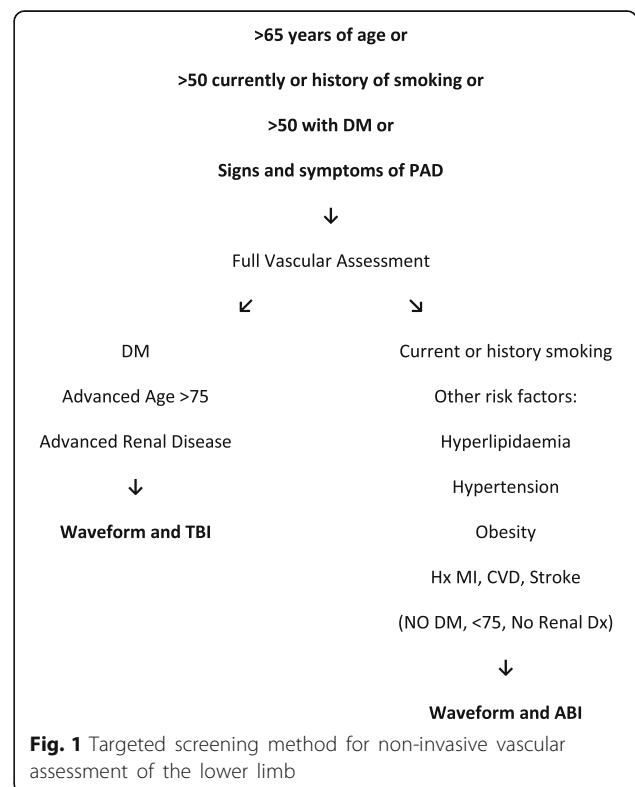 >65 years of age or
>50 currently or history of smoking or
>50 with DM or
Signs and symptoms of PAD
↓
Full Vascular Assessment
↙ ↘
DM
Advanced Age >75
Advanced Renal Disease
↓
Waveform and TBI
Current or history smoking
Other risk factors:
Hyperlipidaemia
Hypertension
Obesity
Hx MI, CVD, Stroke
(NO DM, <75, No Renal Dx)
↓
Waveform and ABI
Fig. 1 Targeted screening method for non-invasive vascular
assessment of the lower limb